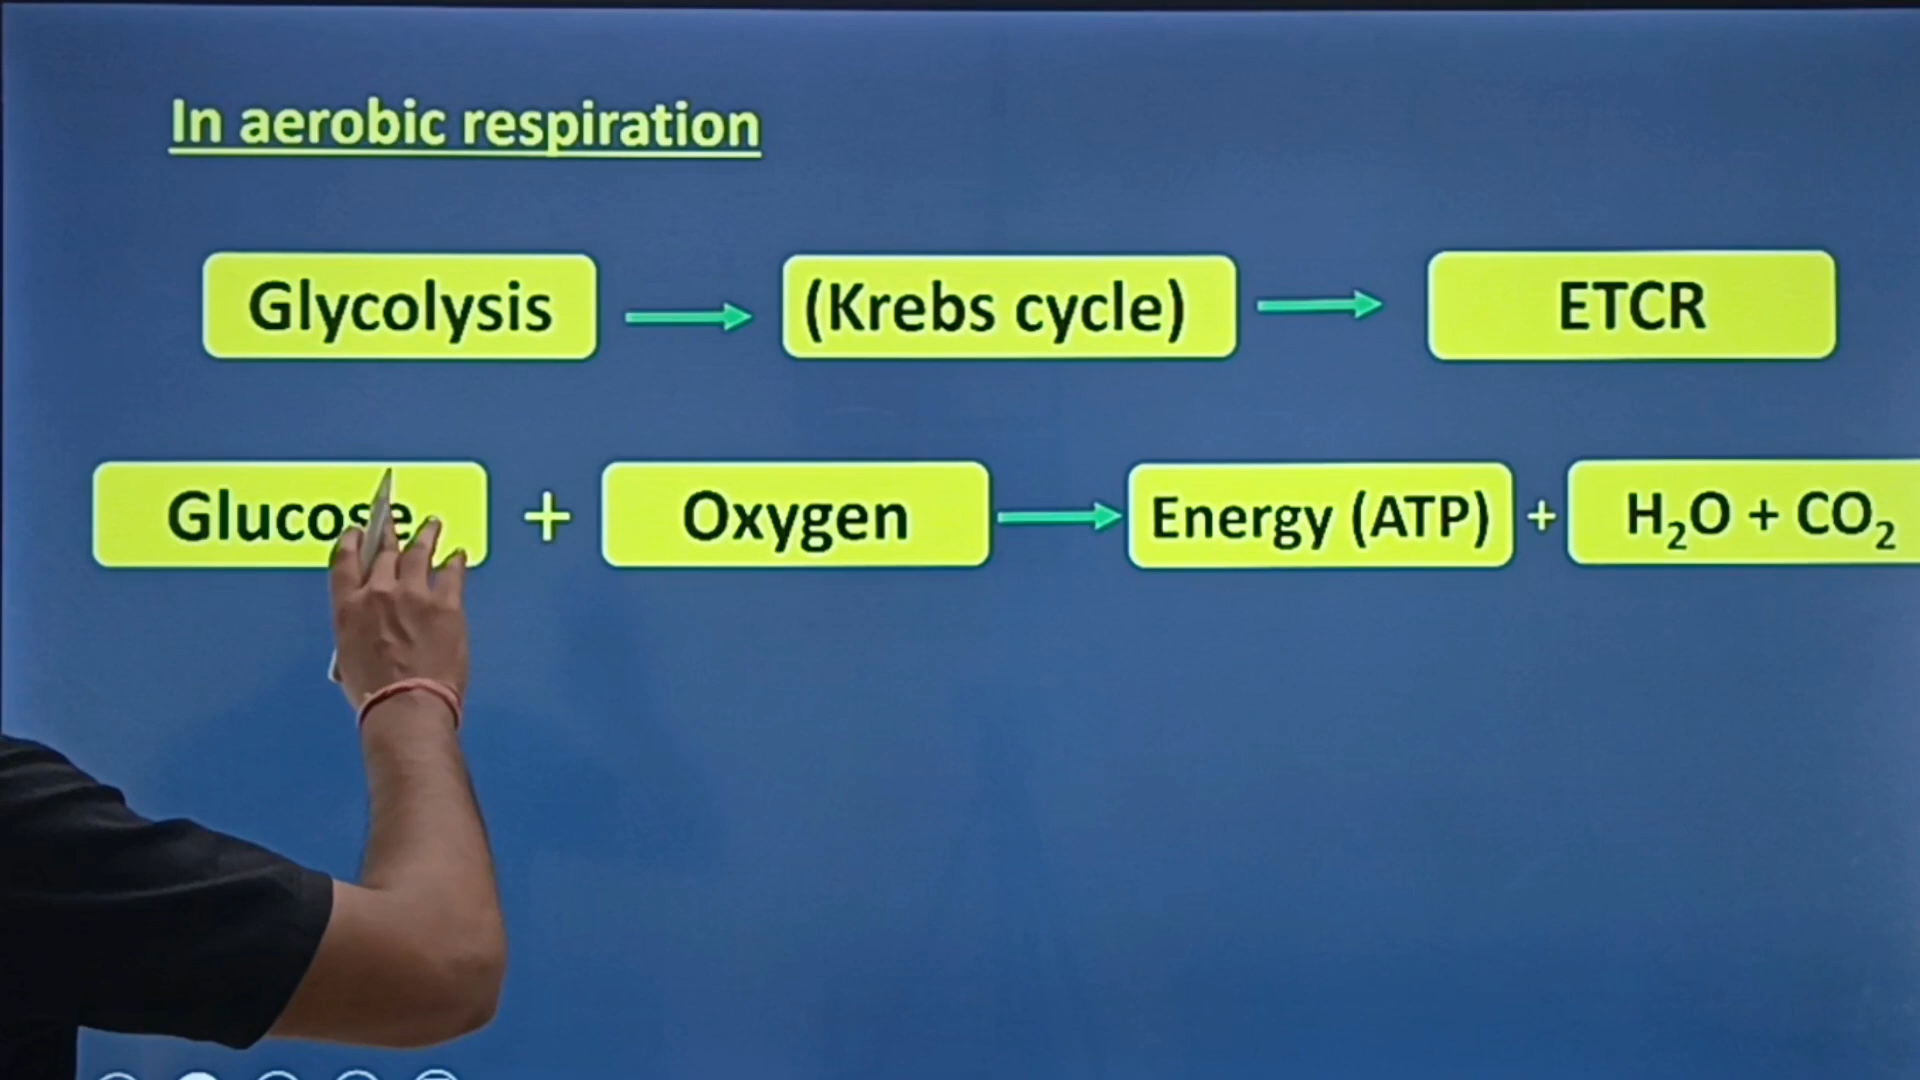 In aerobic respiration
Glycolysis → (Krebs cycle) → ETCR
Glucose + Oxygen → Energy (ATP) + H₂O + CO₂